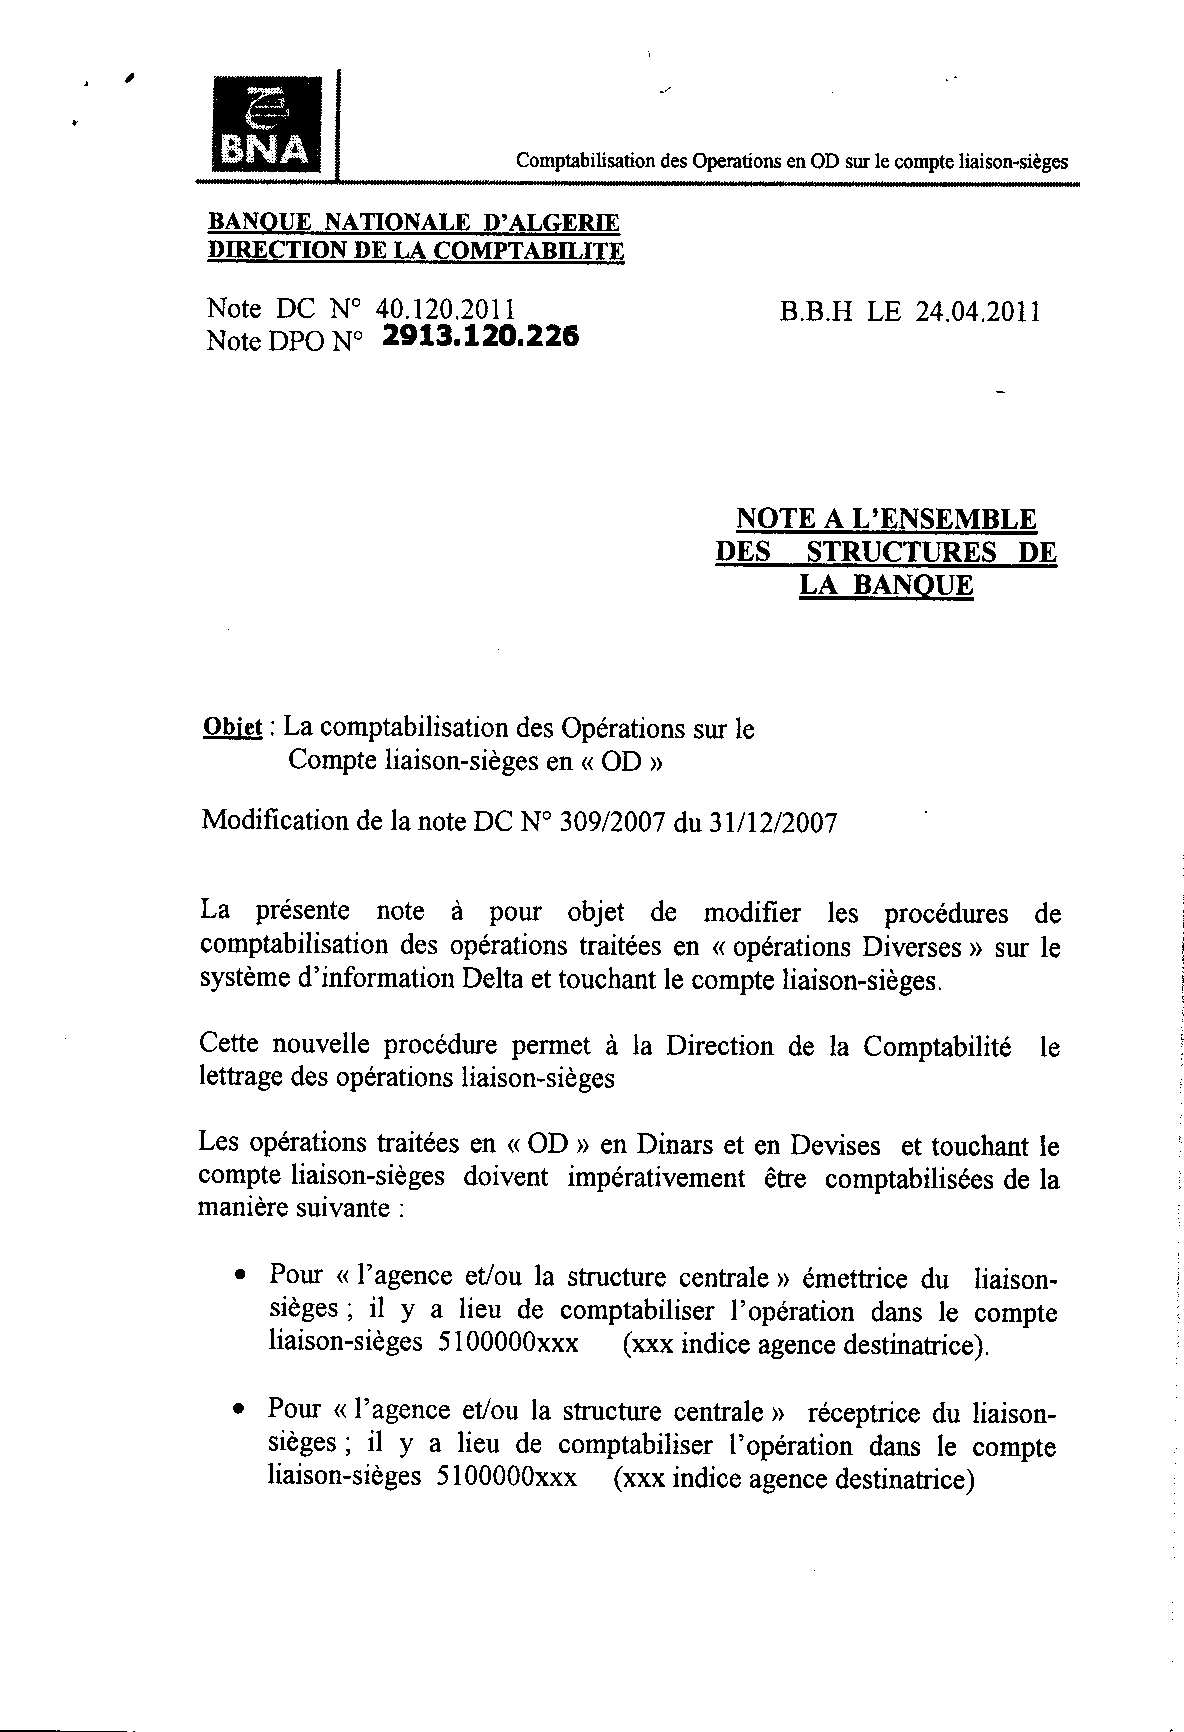 BNA
Comptabilisation des Operations en OD sur le compte liaison-sièges
BANQUE NATIONALE D'ALGERIE
DIRECTION DE LA COMPTABILITE
Note DC N° 40.120.2011
B.B.H LE 24.04.2011
Note DPO N° 2913.120.226
NOTE A L'ENSEMBLE
DES STRUCTURES DE
LA BANQUE
Objet : La comptabilisation des Opérations sur le
Compte liaison-sièges en « OD »
Modification de la note DC N° 309/2007 du 31/12/2007
La présente note à pour objet de modifier les procédures de
comptabilisation des opérations traitées en « opérations Diverses » sur le
système d'information Delta et touchant le compte liaison-sièges.
Cette nouvelle procédure permet à la Direction de la Comptabilité le
lettrage des opérations liaison-sièges
Les opérations traitées en « OD » en Dinars et en Devises et touchant le
compte liaison-sièges doivent impérativement être comptabilisées de la
manière suivante :
• Pour « l'agence et/ou la structure centrale » émettrice du liaison-
sièges ; il y a lieu de comptabiliser l'opération dans le compte
liaison-sièges 5100000xxx (xxx indice agence destinatrice).
• Pour « l'agence et/ou la structure centrale » réceptrice du liaison-
sièges ; il y a lieu de comptabiliser l'opération dans le compte
liaison-sièges 5100000xxx (xxx indice agence destinatrice)